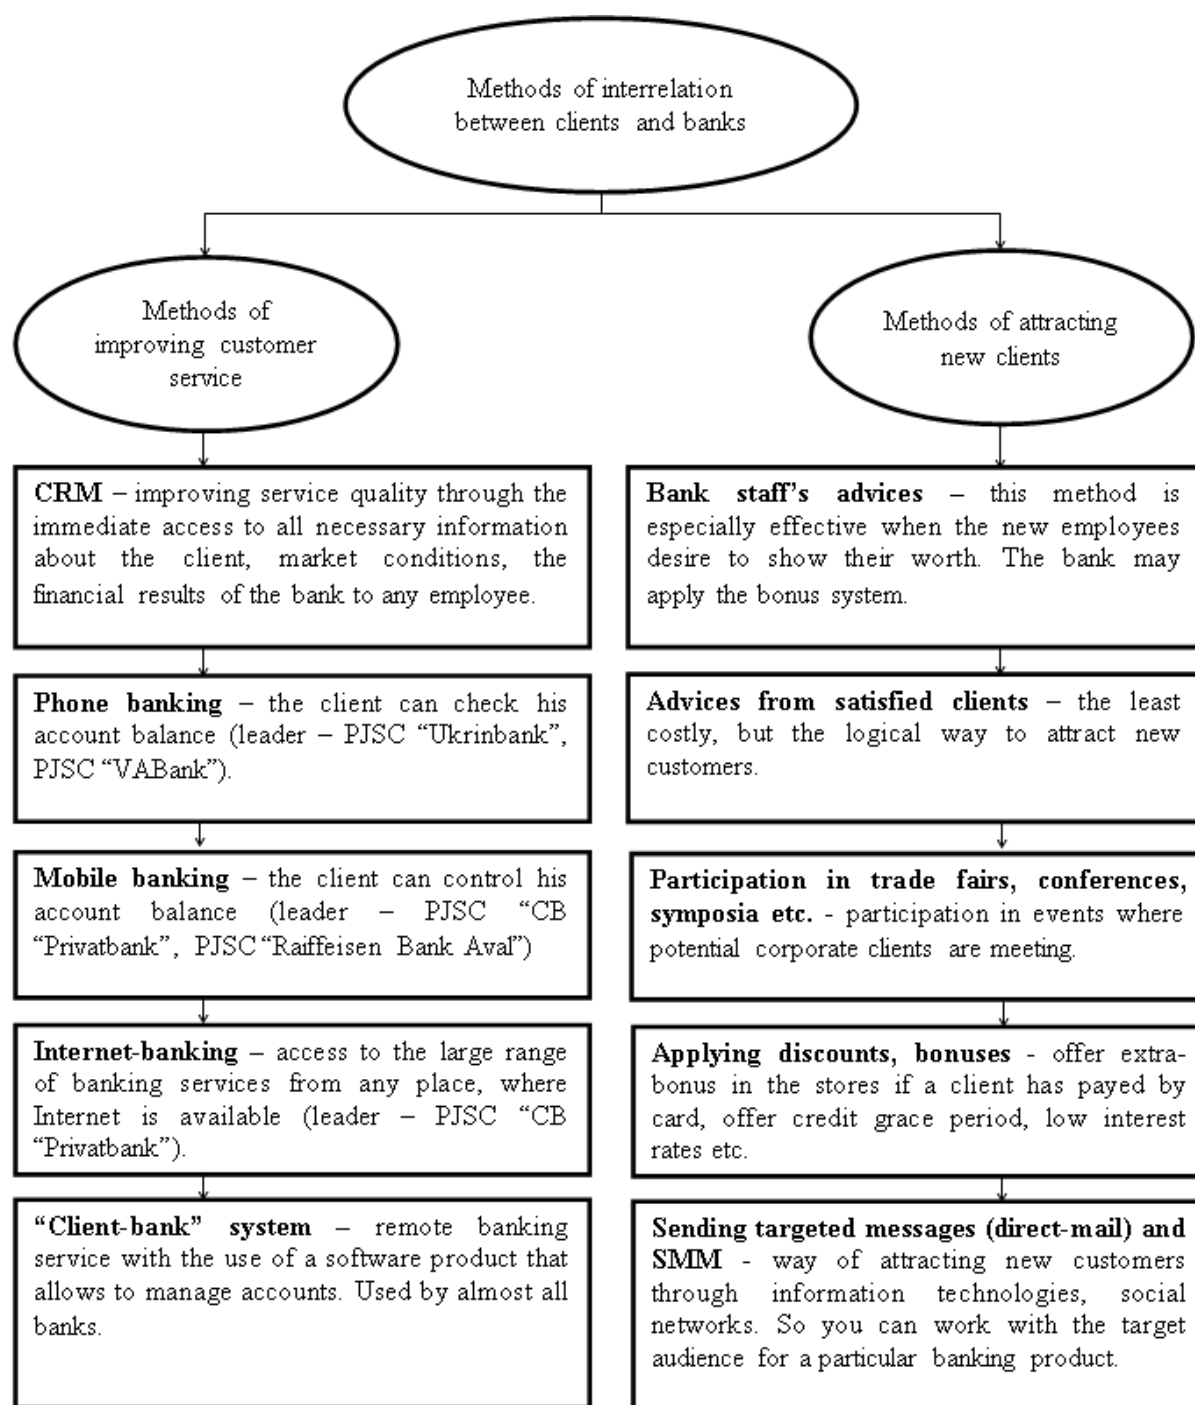 Methods of interrelation
between clients and banks
Methods of
improving customer
service
Methods of attracting
new clients
CRM – improving service quality through the
immediate access to all necessary information
about the client, market conditions, the
financial results of the bank to any employee.
Phone banking – the client can check his
account balance (leader – PJSC “Ukrinbank”,
PJSC “VABank”).
Mobile banking – the client can control his
account balance (leader – PJSC “CB
“Privatbank”, PJSC “Raiffeisen Bank Aval”)
Internet-banking – access to the large range
of banking services from any place, where
Internet is available (leader – PJSC “CB
“Privatbank”).
“Client-bank” system – remote banking
service with the use of a software product that
allows to manage accounts. Used by almost all
banks.
Bank staff’s advices – this method is
especially effective when the new employees
desire to show their worth. The bank may
apply the bonus system.
Advices from satisfied clients – the least
costly, but the logical way to attract new
customers.
Participation in trade fairs, conferences,
symposia etc. - participation in events where
potential corporate clients are meeting.
Applying discounts, bonuses - offer extra-
bonus in the stores if a client has payed by
card, offer credit grace period, low interest
rates etc.
Sending targeted messages (direct-mail) and
SMM - way of attracting new customers
through information technologies, social
networks. So you can work with the target
audience for a particular banking product.